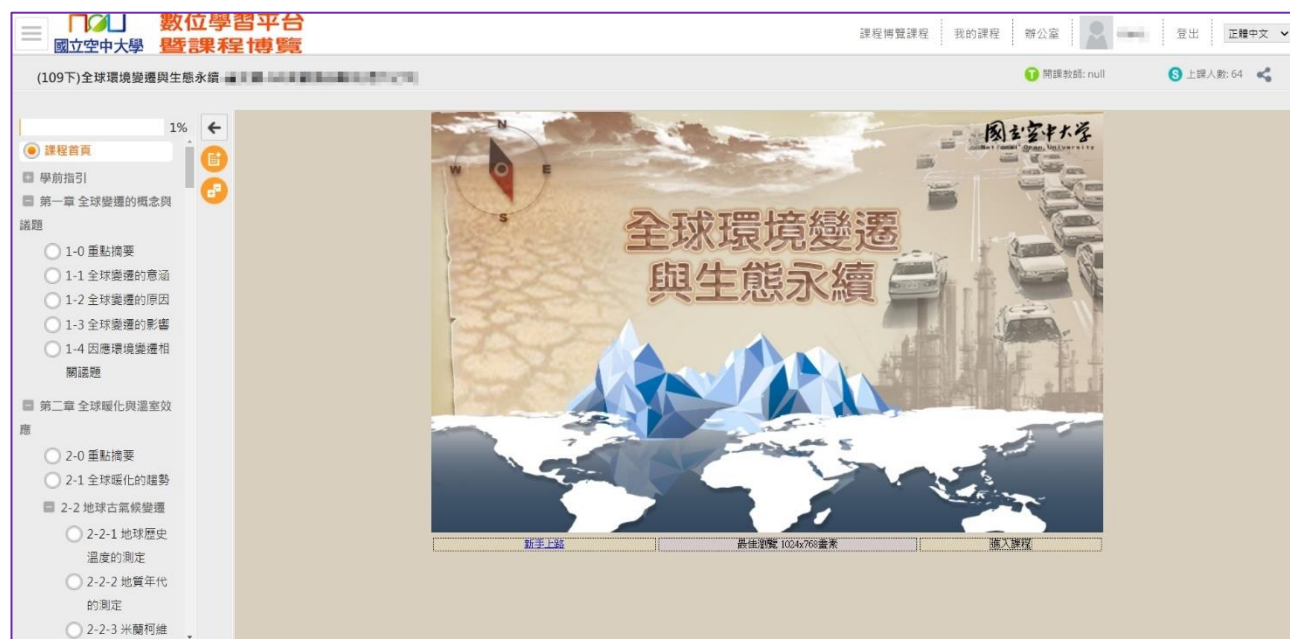 nou
數位學習平台
國立空中大學 暨課程博覽
課程博覽課程 我的課程 辦公室 登出 正體中文
(109下)全球環境變遷與生態永續
T 開課教師: null S 上課人數: 64
1%
課程首頁
學前指引
第一章 全球變遷的概念與
議題
1-0 重點摘要
1-1 全球變遷的意涵
1-2 全球變遷的原因
1-3 全球變遷的影響
1-4 因應環境變遷相
關議題
第二章 全球暖化與溫室效
應
2-0 重點摘要
2-1 全球暖化的趨勢
2-2 地球古氣候變遷
2-2-1 地球歷史
溫度的測定
2-2-2 地質年代
的測定
2-2-3 米蘭柯維
N
W E
S
國立空中大學
National Open University
全球環境變遷
與生態永續
新手上路 最佳瀏覽 1024x768畫素 進入課程